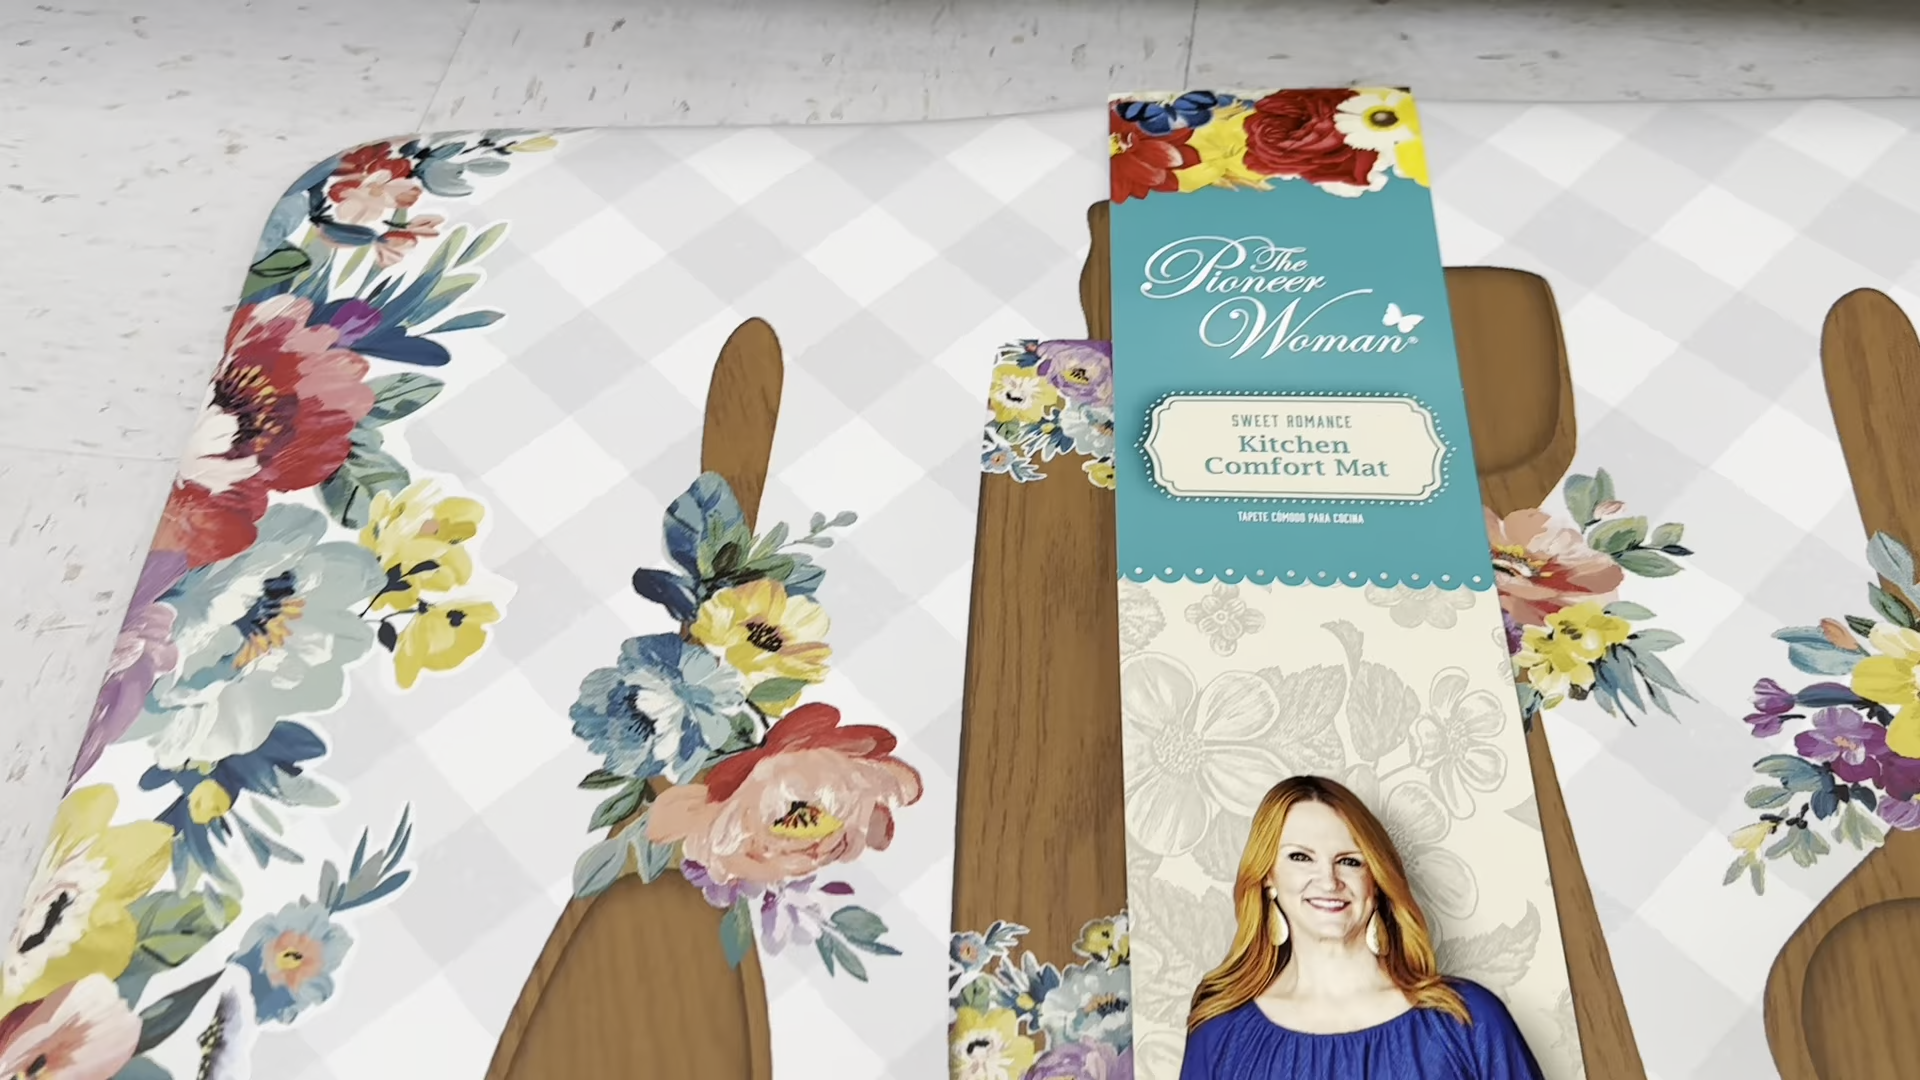 The
Pioneer
Woman®
SWEET ROMANCE
Kitchen
Comfort Mat
TAPETE CÓMODO PARA COCINA